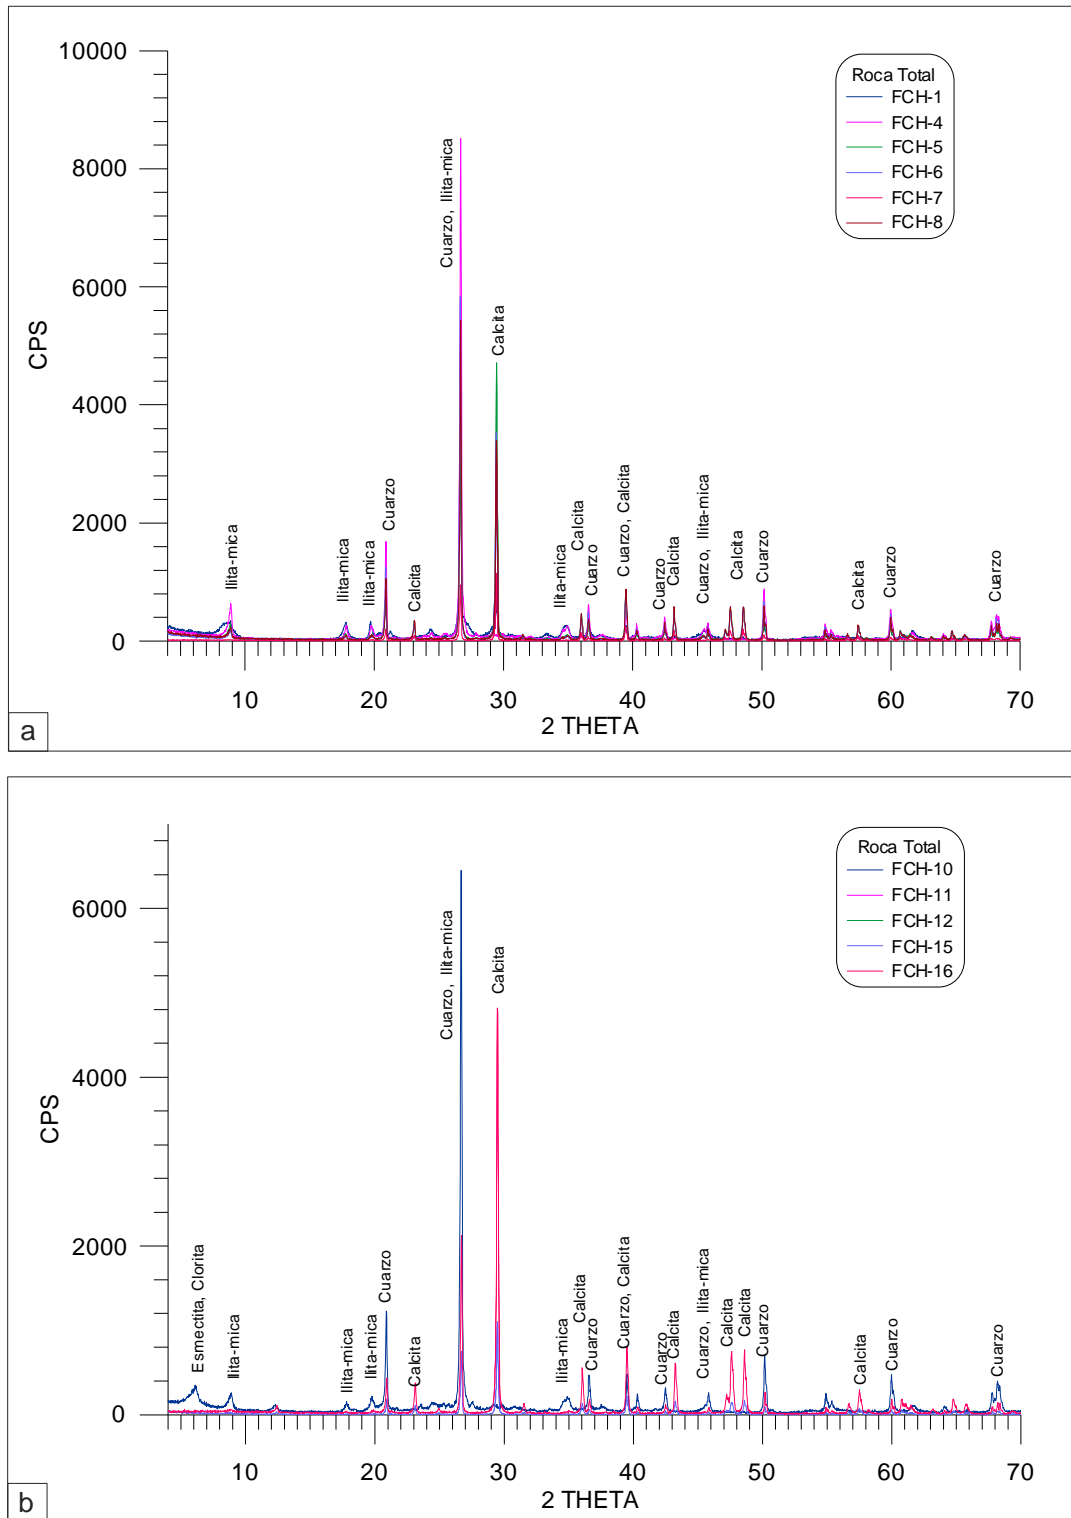 10000
8000
6000
4000
2000
0
CPS
Roca Total
FCH-1
FCH-4
FCH-5
FCH-6
FCH-7
FCH-8
Ilita-mica
Ilita-mica
Ilita-mica
Cuarzo
Calcita
Cuarzo, Ilita-mica
Calcita
Ilita-mica
Calcita
Cuarzo
Cuarzo, Calcita
Cuarzo
Calcita
Cuarzo, Ilita-mica
Calcita
Cuarzo
Calcita
Cuarzo
Cuarzo
10 20 30 40 50 60 70
2 THETA
a
6000
4000
2000
0
CPS
Roca Total
FCH-10
FCH-11
FCH-12
FCH-15
FCH-16
Esmectita, Clorita
Ilita-mica
Ilita-mica
Ilita-mica
Cuarzo
Calcita
Cuarzo, Ilita-mica
Calcita
Ilita-mica
Calcita
Cuarzo
Cuarzo, Calcita
Cuarzo
Calcita
Cuarzo, Ilita-mica
Calcita
Calcita
Cuarzo
Calcita
Cuarzo
Cuarzo
10 20 30 40 50 60 70
2 THETA
b